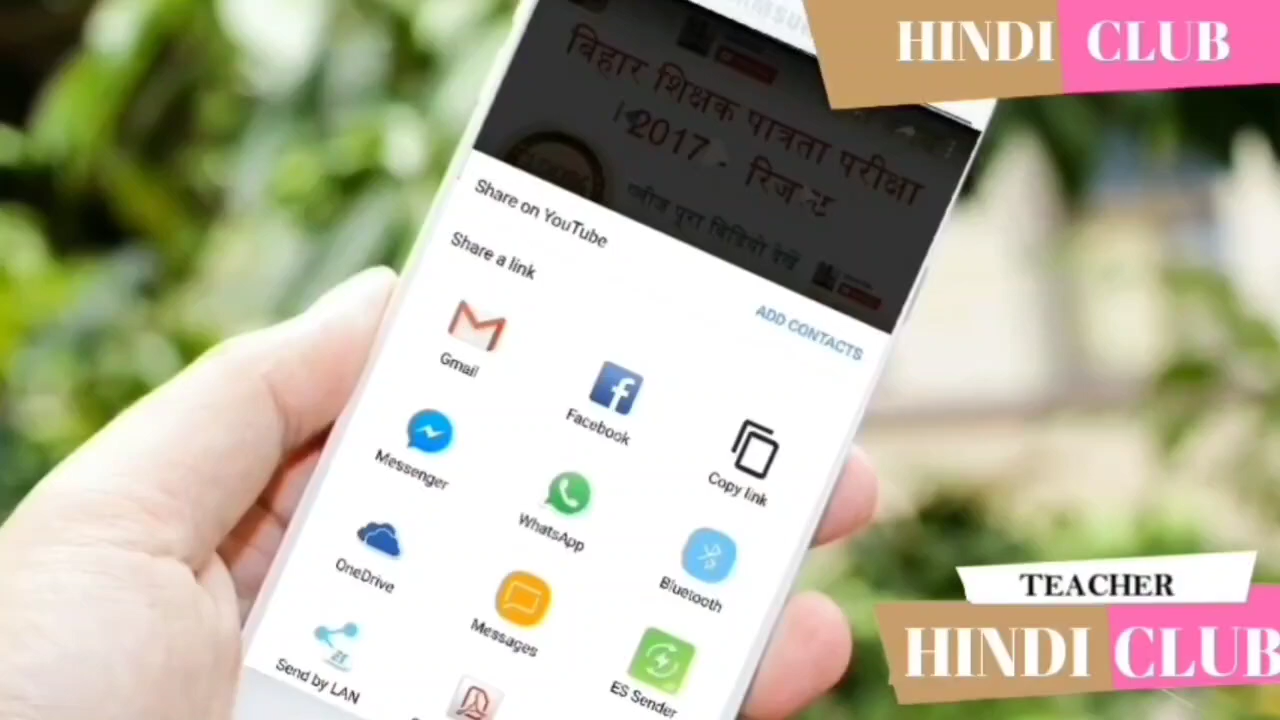 HINDI CLUB
बिहार शिक्षक पात्रता परीक्षा
2017 - रिजल्ट
प्लीज पूरा विडियो देखें
Share on YouTube
Share a link
ADD CONTACTS
Gmail
Facebook
Copy link
Messenger
WhatsApp
Bluetooth
OneDrive
Messages
ES Sender
Send by LAN
TEACHER
HINDI CLUB